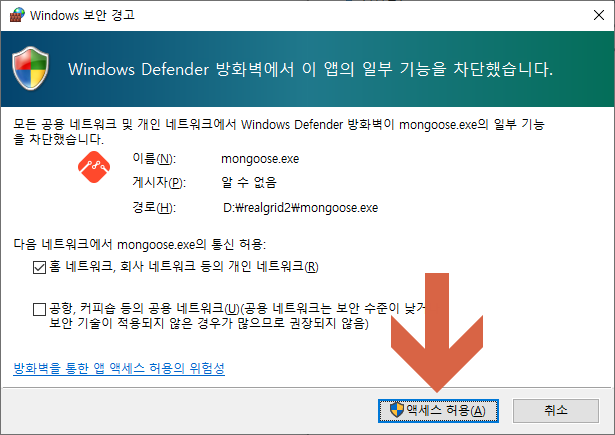 Windows 보안 경고
Windows Defender 방화벽에서 이 앱의 일부 기능을 차단했습니다.
모든 공용 네트워크 및 개인 네트워크에서 Windows Defender 방화벽이 mongoose.exe의 일부 기능
을 차단했습니다.
이름(N): mongoose.exe
게시자(P): 알 수 없음
경로(H): D:₩realgrid2₩mongoose.exe
다음 네트워크에서 mongoose.exe의 통신 허용:
홈 네트워크, 회사 네트워크 등의 개인 네트워크(R)
공항, 커피숍 등의 공용 네트워크(U)(공용 네트워크는 보안 수준이 낮거
보안 기술이 적용되지 않은 경우가 많으므로 권장되지 않음)
방화벽을 통한 앱 액세스 허용의 위험성
액세스 허용(A) 취소